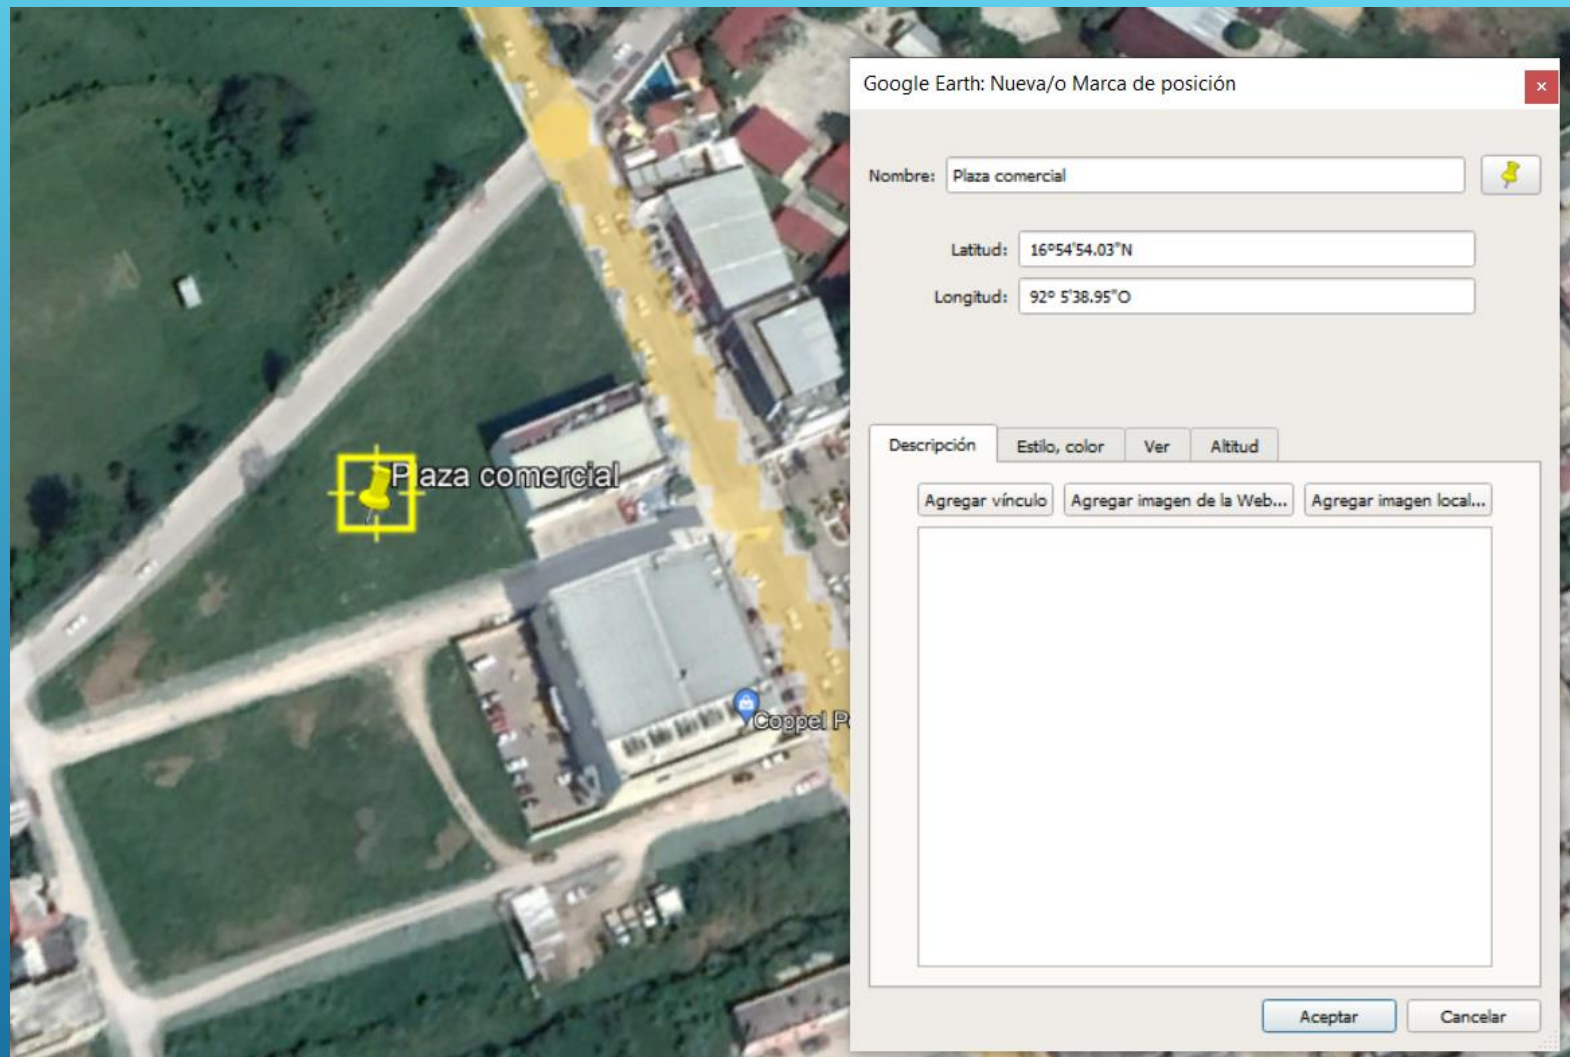 Google Earth: Nueva/o Marca de posición
Nombre: Plaza comercial
Latitud: 16°54'54.03"N
Longitud: 92° 5'38.95"O
Descripción Estilo, color Ver Altitud
Agregar vínculo Agregar imagen de la Web... Agregar imagen local...
Aceptar Cancelar
Plaza comercial
Coppel P